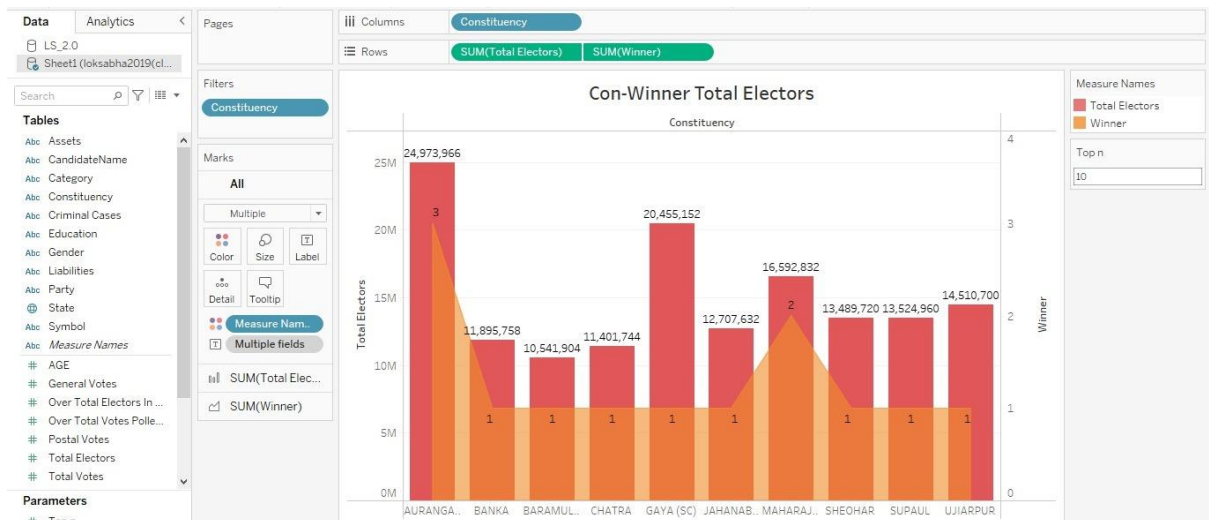 Data Analytics <
LS_2.0
Sheet1 (loksabha2019(cl...
Search
Tables
Abc Assets
Abc CandidateName
Abc Category
Abc Constituency
Abc Criminal Cases
Abc Education
Abc Gender
Abc Liabilities
Abc Party
State
Abc Symbol
Abc Measure Names
# AGE
# General Votes
# Over Total Electors In ...
# Over Total Votes Polle...
# Postal Votes
# Total Electors
# Total Votes
Parameters
Pages
Filters
Constituency
Marks
All
Multiple
Color Size Label
Detail Tooltip
Measure Nam..
Multiple fields
SUM(Total Elec...
SUM(Winner)
Columns Constituency
Rows SUM(Total Electors) SUM(Winner)
Con-Winner Total Electors
Constituency
Total Electors
25M
20M
15M
10M
5M
0M
24,973,966
11,895,758
10,541,904
11,401,744
20,455,152
12,707,632
16,592,832
13,489,720
13,524,960
14,510,700
3
1
1
1
1
1
2
1
1
1
4
3
2
1
0
Winner
AURANGA.. BANKA BARAMUL.. CHATRA GAYA (SC) JAHANAB.. MAHARAJ.. SHEOHAR SUPAUL UJIARPUR
Measure Names
Total Electors
Winner
Top n
10